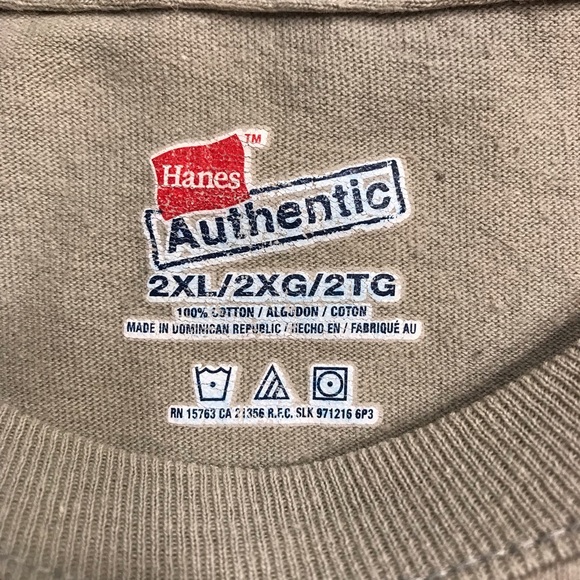 TM
Hanes
Authentic
2XL/2XG/2TG
100% COTTON / ALGODON / COTON
MADE IN DOMINICAN REPUBLIC / HECHO EN / FABRIQUÉ AU
RN 15763 CA 21356 R.F.C. SLK 971216 6P3